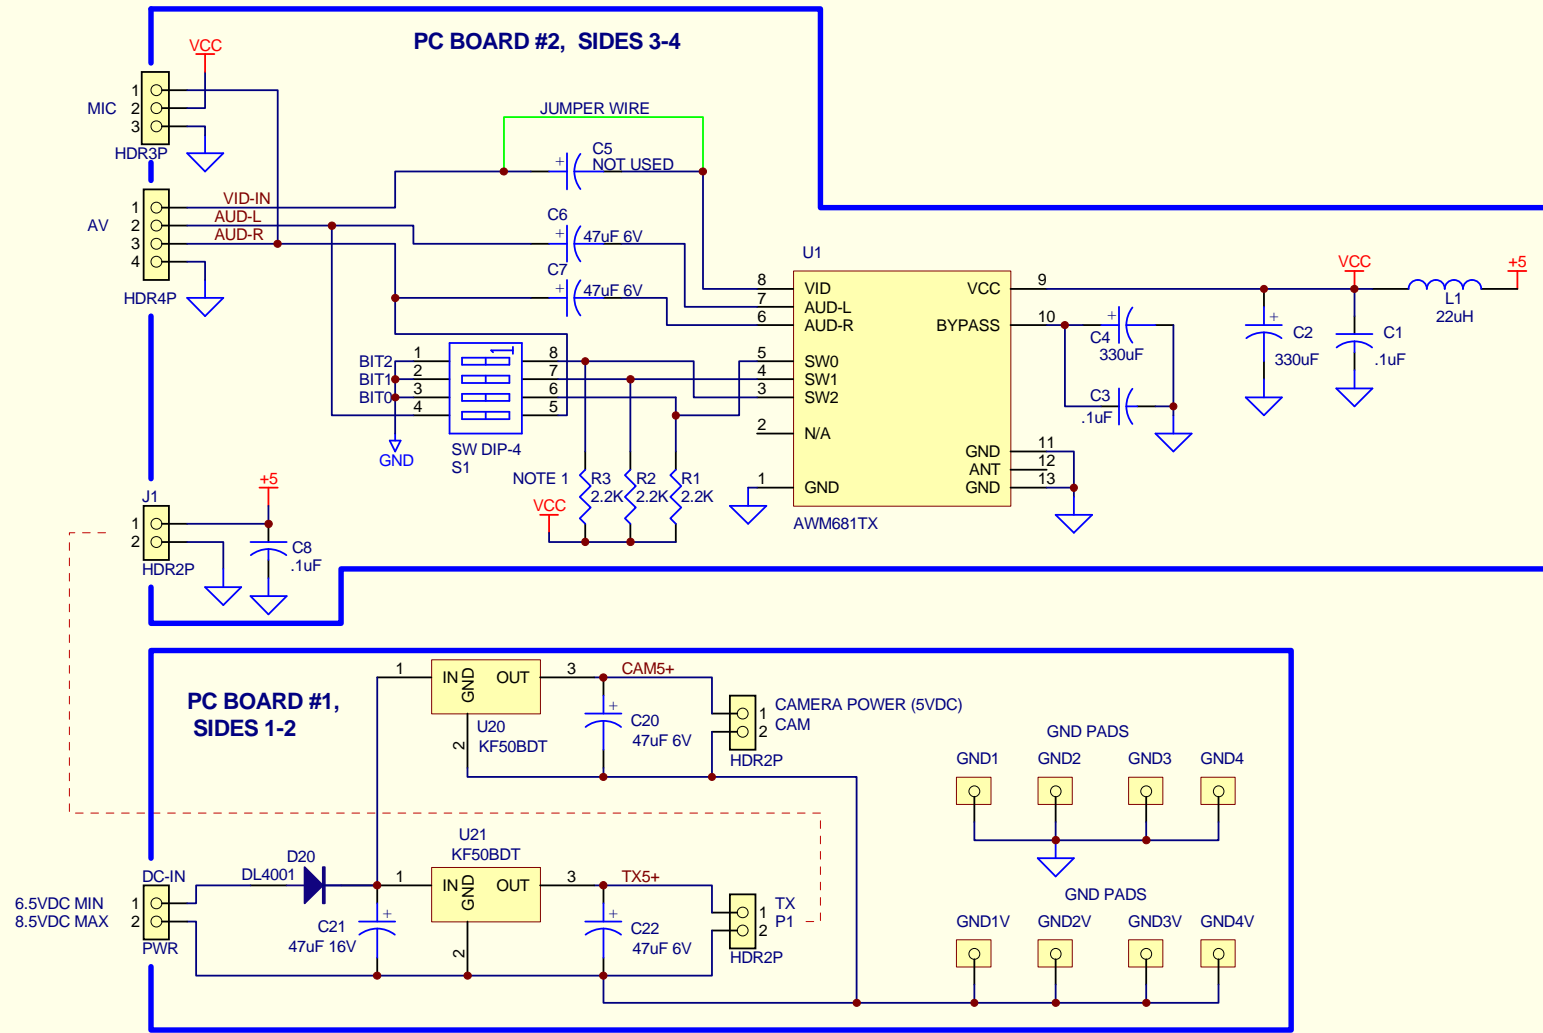 PC BOARD #2, SIDES 3-4
VCC
MIC
1
2
3
HDR3P
JUMPER WIRE
C5
NOT USED
AV
1
2
3
4
HDR4P
VID-IN
AUD-L
AUD-R
C6
47uF 6V
C7
47uF 6V
U1
8 VID
7 AUD-L
6 AUD-R
5 SW0
4 SW1
3 SW2
2 N/A
1 GND
VCC 9
BYPASS 10
GND 11
ANT 12
GND 13
AWM681TX
C4
330uF
C3
.1uF
VCC
+5
L1
22uH
C2
330uF
C1
.1uF
BIT2 1
BIT1 2
BIT0 3
4
1
8
7
6
5
GND
SW DIP-4
S1
NOTE 1
VCC
R3
2.2K
R2
2.2K
R1
2.2K
J1
1
2
HDR2P
+5
C8
.1uF
PC BOARD #1,
SIDES 1-2
1 IN GND OUT 3
2
U20
KF50BDT
CAM5+
C20
47uF 6V
1
2
CAMERA POWER (5VDC)
CAM
HDR2P
GND PADS
GND1 GND2 GND3 GND4
U21
KF50BDT
D20
DL4001
1 IN GND OUT 3
2
TX5+
DC-IN
6.5VDC MIN 1
8.5VDC MAX 2
PWR
C21
47uF 16V
C22
47uF 6V
1
2
TX
P1
HDR2P
GND PADS
GND1V GND2V GND3V GND4V